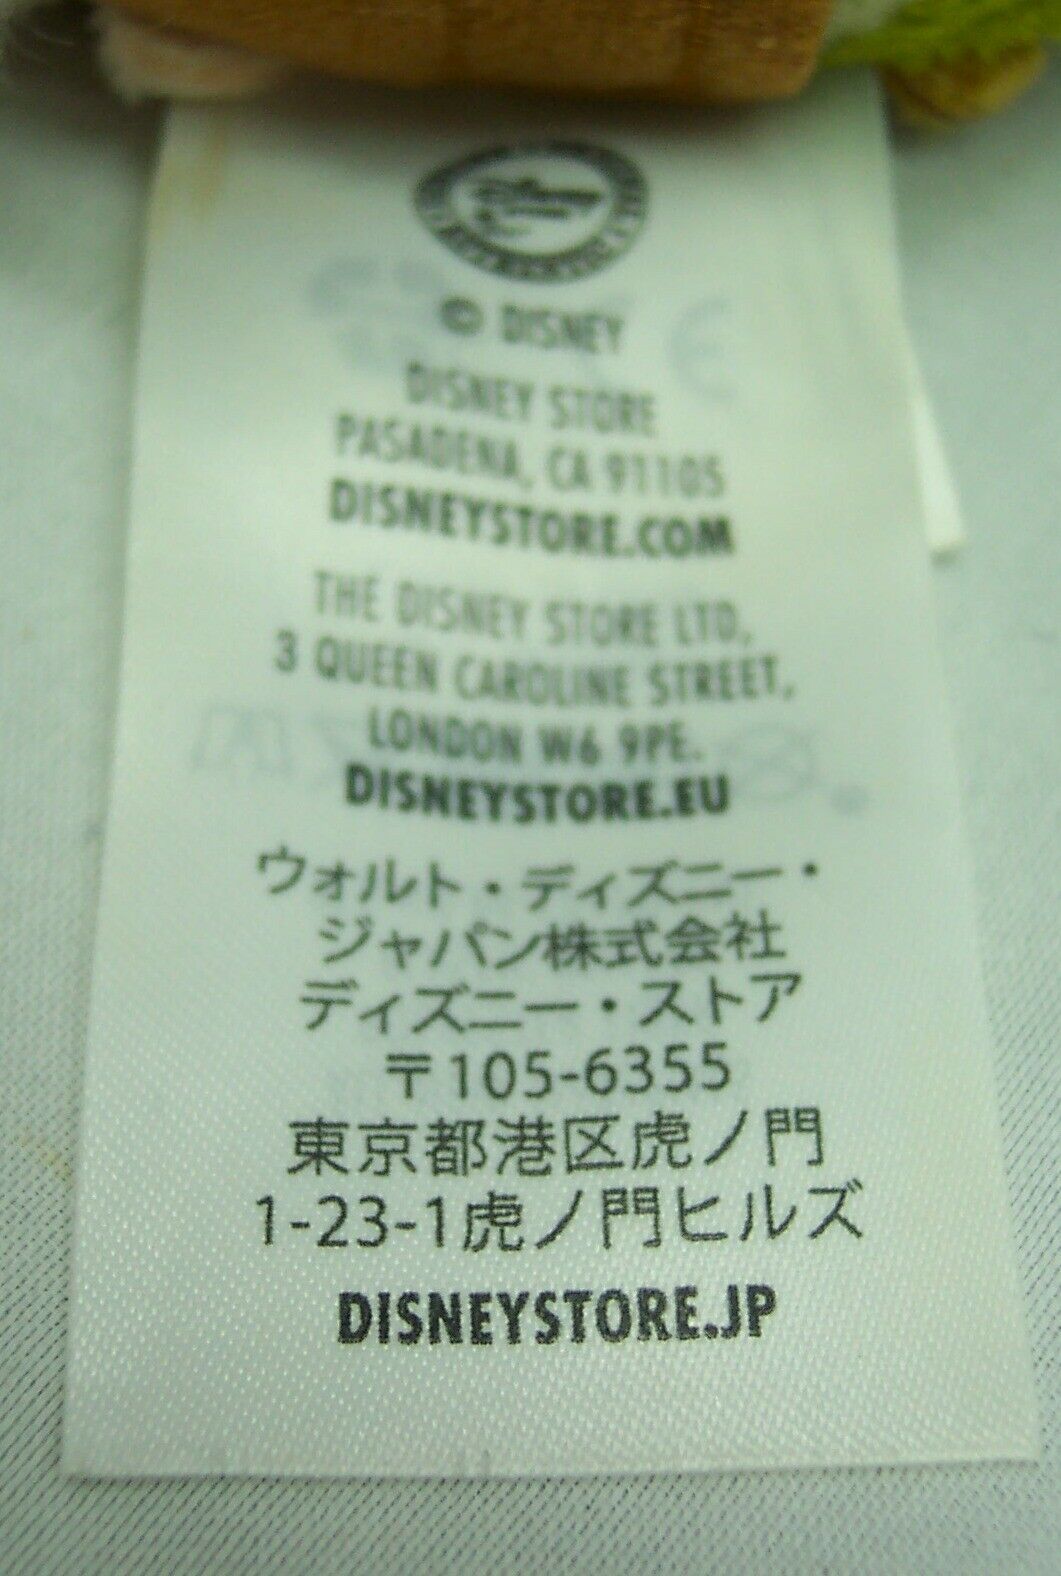 © DISNEY
DISNEY STORE
PASADENA, CA 91105
DISNEYSTORE.COM
THE DISNEY STORE LTD,
3 QUEEN CAROLINE STREET,
LONDON W6 9PE.
DISNEYSTORE.EU
ウォルト・ディズニー・
ジャパン株式会社
ディズニー・ストア
〒105-6355
東京都港区虎ノ門
1-23-1虎ノ門ヒルズ
DISNEYSTORE.JP